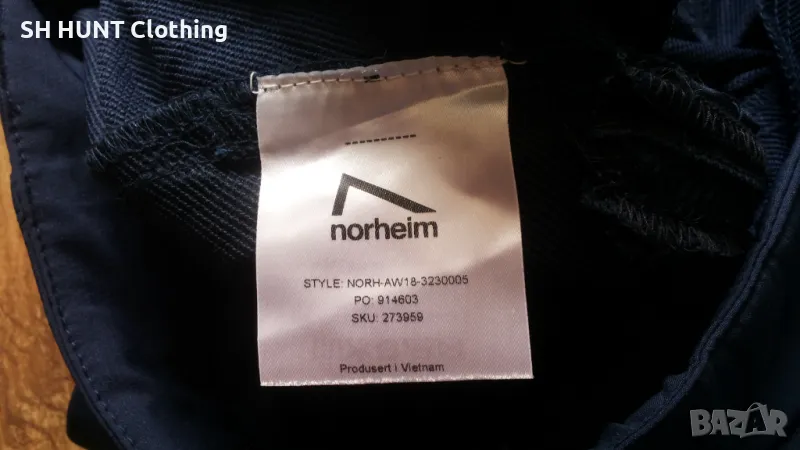 SH HUNT Clothing
norheim
STYLE: NORH-AW18-3230005
PO: 914603
SKU: 273959
Produsert i Vietnam
BAZAR